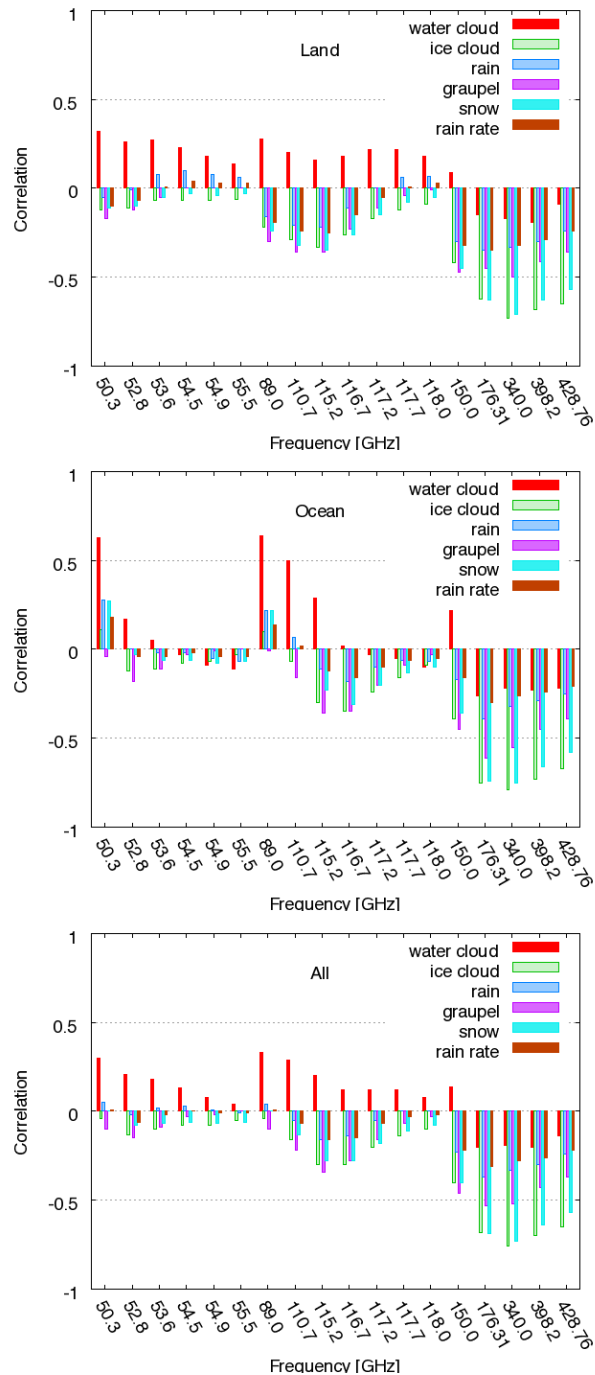 water cloud
ice cloud
rain
graupel
snow
rain rate
Land
1
0.5
0
-0.5
-1
Correlation
50.3 52.8 53.6 54.5 54.9 55.5 89.0 110.7 115.2 116.7 117.2 117.7 118.0 150.0 176.31 340.0 398.2 428.76
Frequency [GHz]
water cloud
ice cloud
rain
graupel
snow
rain rate
Ocean
1
0.5
0
-0.5
-1
Correlation
50.3 52.8 53.6 54.5 54.9 55.5 89.0 110.7 115.2 116.7 117.2 117.7 118.0 150.0 176.31 340.0 398.2 428.76
Frequency [GHz]
water cloud
ice cloud
rain
graupel
snow
rain rate
All
1
0.5
0
-0.5
-1
Correlation
50.3 52.8 53.6 54.5 54.9 55.5 89.0 110.7 115.2 116.7 117.2 117.7 118.0 150.0 176.31 340.0 398.2 428.76
Frequency [GHz]